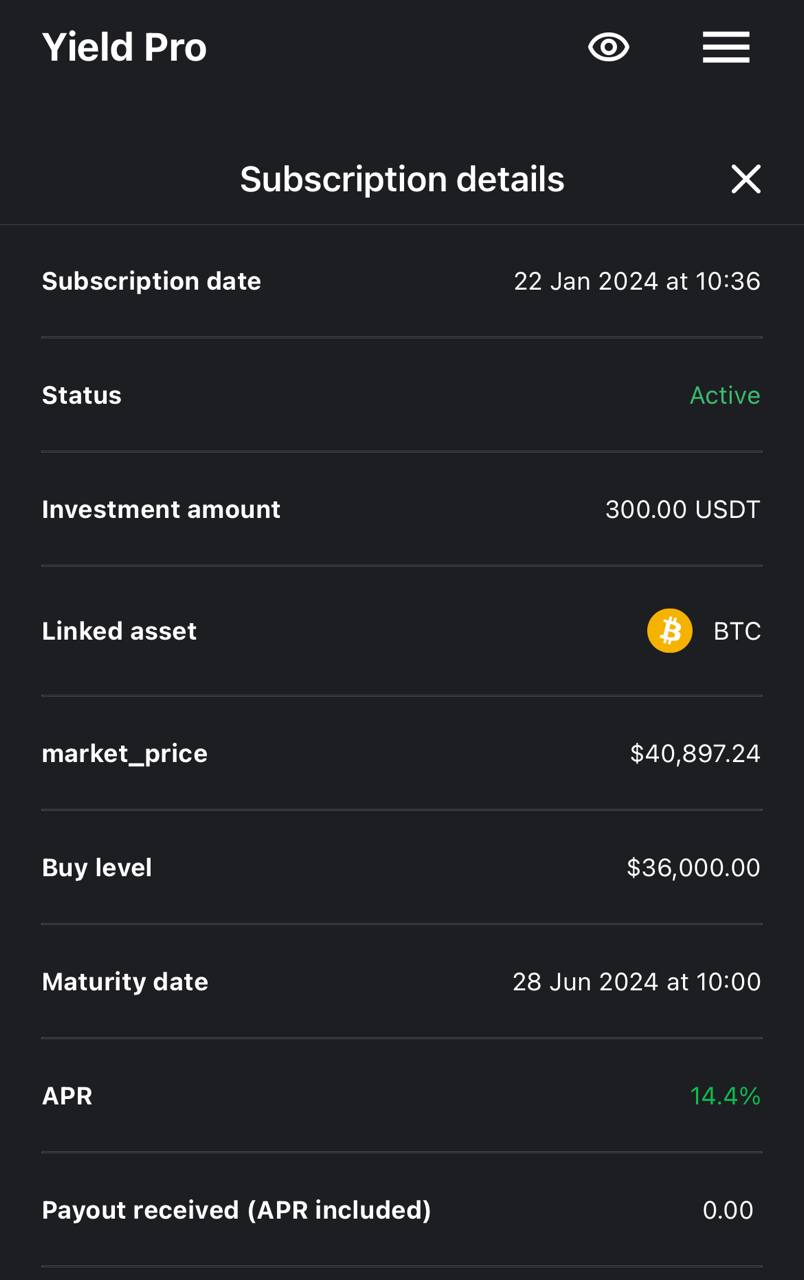 Yield Pro
Subscription details
Subscription date 22 Jan 2024 at 10:36
Status Active
Investment amount 300.00 USDT
Linked asset BTC
market_price $40,897.24
Buy level $36,000.00
Maturity date 28 Jun 2024 at 10:00
APR 14.4%
Payout received (APR included) 0.00